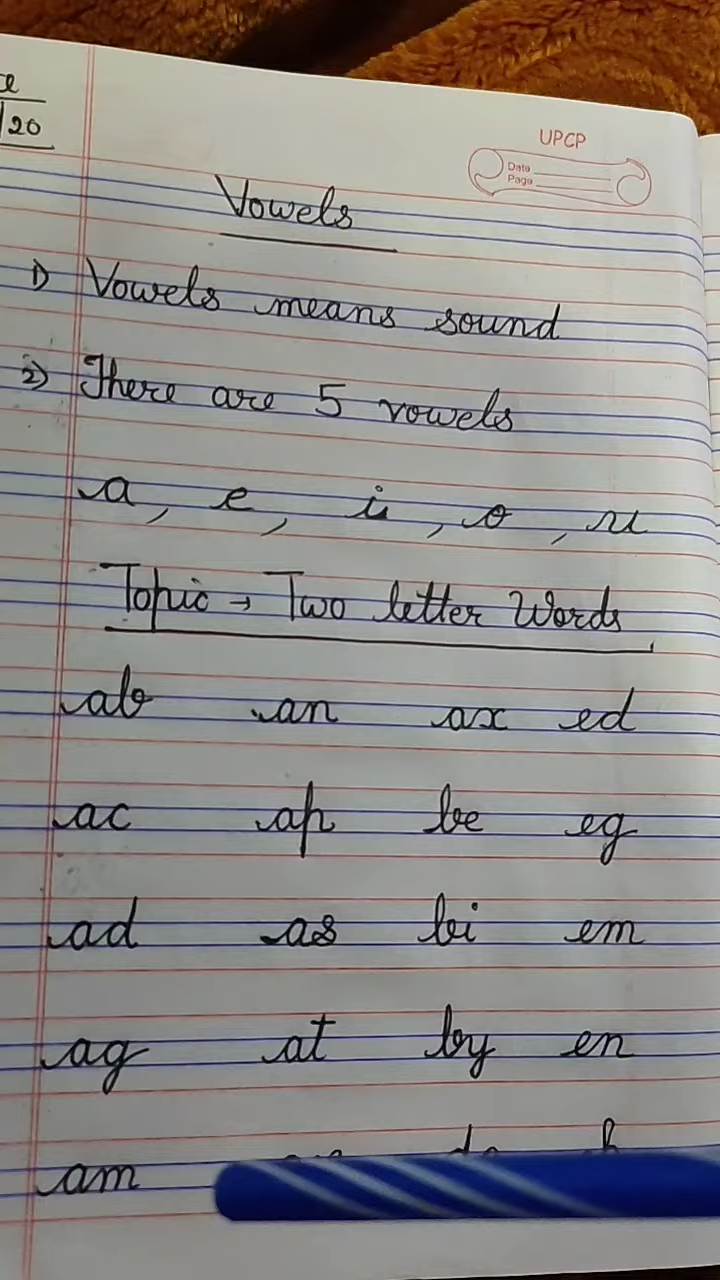 /20
UPCP
Date
Page
Vowels
1) Vowels means sound
2) There are 5 vowels
a, e, i, o, u
Topic → Two letter Words
ab an ax ed
ac ap be eg
ad as bi em
ag at by en
am